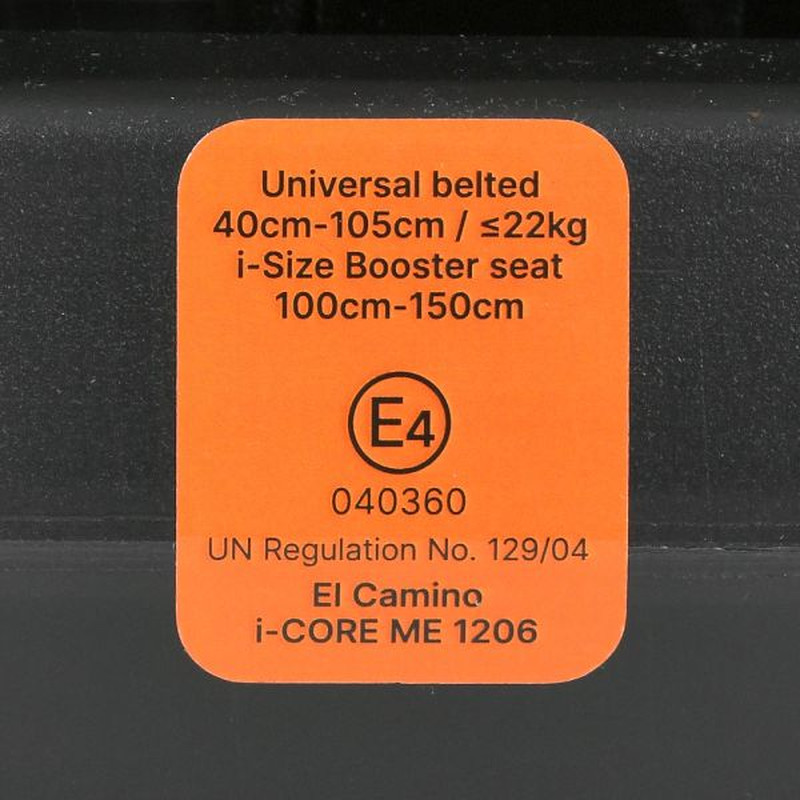 Universal belted
40cm-105cm / ≤22kg
i-Size Booster seat
100cm-150cm
E4
040360
UN Regulation No. 129/04
El Camino
i-CORE ME 1206